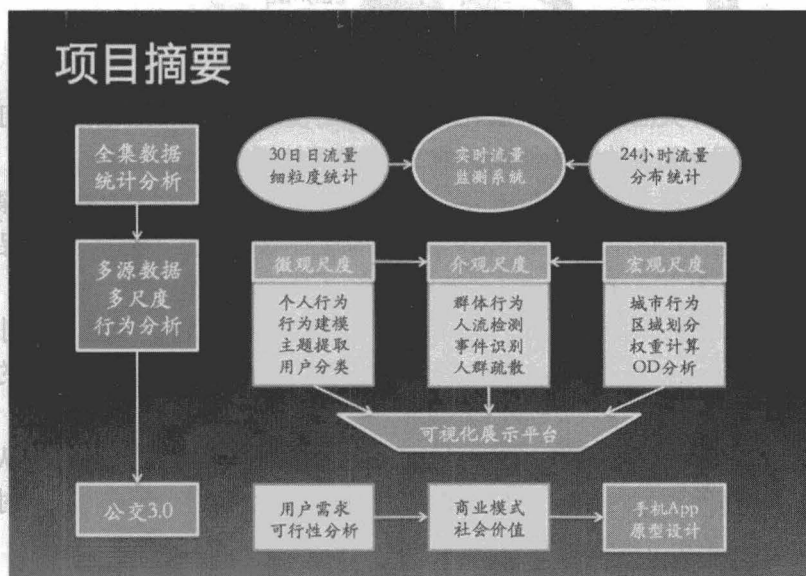 项目摘要
全集数据
统计分析
30日日流量
细粒度统计
实时流量
监测系统
24小时流量
分布统计
多源数据
多尺度
行为分析
微观尺度
个人行为
行为建模
主题提取
用户分类
介观尺度
群体行为
人流检测
事件识别
人群疏散
宏观尺度
城市行为
区域划分
权重计算
OD分析
可视化展示平台
公交3.0
用户需求
可行性分析
商业模式
社会价值
手机App
原型设计